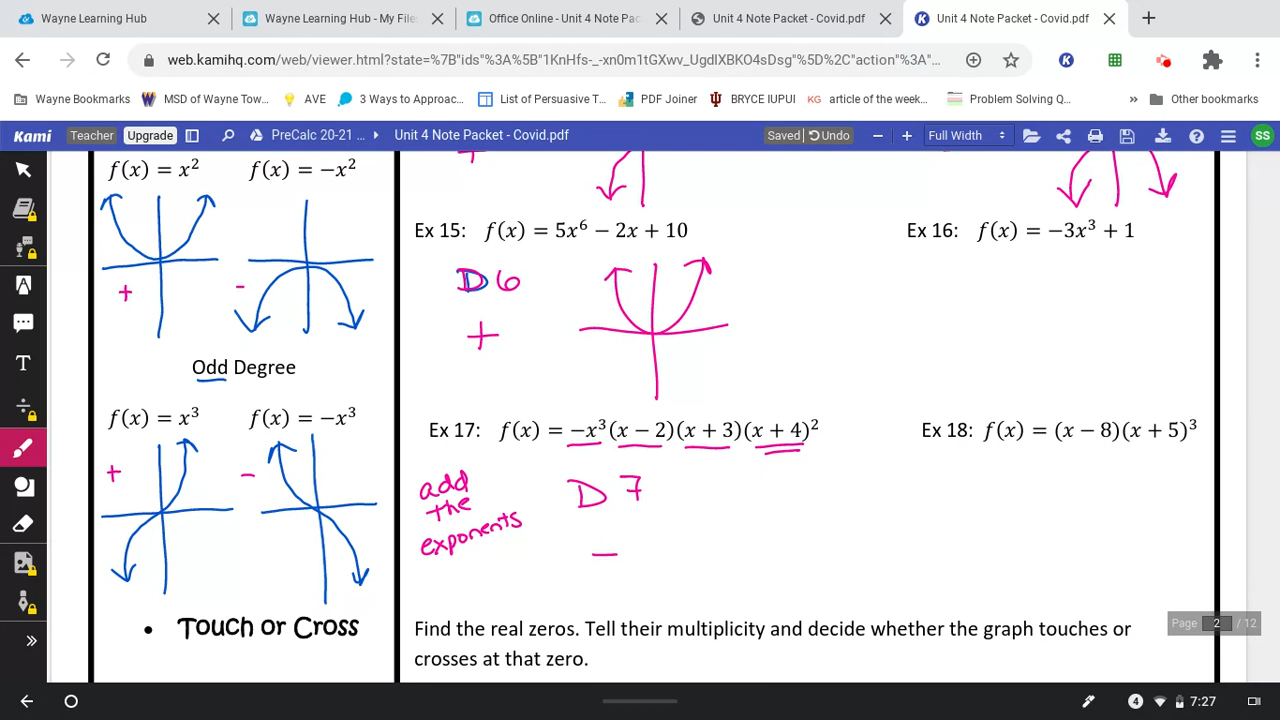 Wayne Learning Hub
Wayne Learning Hub - My File
Office Online - Unit 4 Note Pac
Unit 4 Note Packet - Covid.pdf
Unit 4 Note Packet - Covid.pdf
web.kamihq.com/web/viewer.html?state=%7B"ids"%3A%5B"1KnHfs-_-xn0m1tGXwv_UgdIXBKO4sDsg"%5D%2C"action"%3A"...
Wayne Bookmarks
MSD of Wayne Tow...
AVE
3 Ways to Approac...
List of Persuasive T...
PDF Joiner
BRYCE IUPUI
KG article of the week...
Problem Solving Q...
» Other bookmarks
Kami Teacher Upgrade
PreCalc 20-21 ...
Unit 4 Note Packet - Covid.pdf
Saved Undo
Full Width
SS
f(x) = x² f(x) = −x²
+ -
Odd Degree
f(x) = x³ f(x) = −x³
+ -
• Touch or Cross
+
Ex 15: f(x) = 5x⁶ − 2x + 10
D 6
+
Ex 16: f(x) = −3x³ + 1
Ex 17: f(x) = −x³(x − 2)(x + 3)(x + 4)²
add
the
exponents
D 7
−
Ex 18: f(x) = (x − 8)(x + 5)³
Find the real zeros. Tell their multiplicity and decide whether the graph touches or
crosses at that zero.
Page 2 / 12
4 7:27